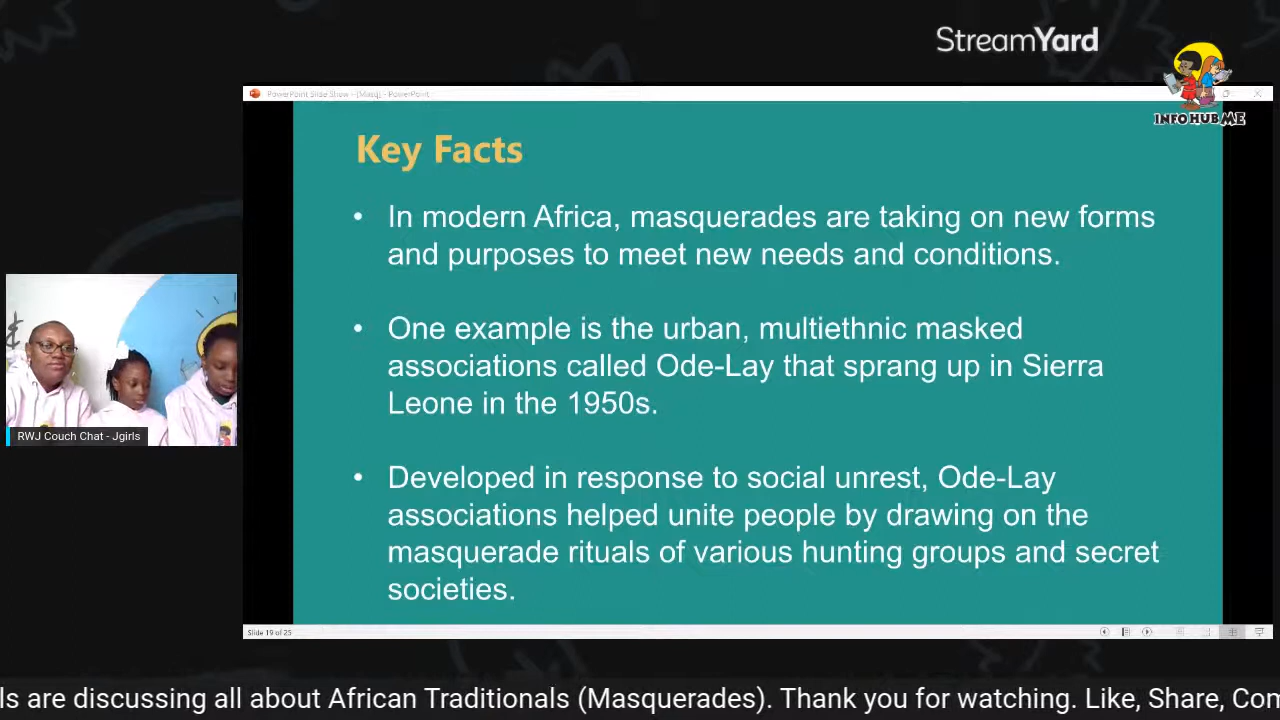 StreamYard
INFO HUB ME
PowerPoint Slide Show - (Masq) - PowerPoint
Key Facts
• In modern Africa, masquerades are taking on new forms
and purposes to meet new needs and conditions.
• One example is the urban, multiethnic masked
associations called Ode-Lay that sprang up in Sierra
Leone in the 1950s.
• Developed in response to social unrest, Ode-Lay
associations helped unite people by drawing on the
masquerade rituals of various hunting groups and secret
societies.
RWJ Couch Chat - Jgirls
Slide 19 of 25
ls are discussing all about African Traditionals (Masquerades). Thank you for watching. Like, Share, Con